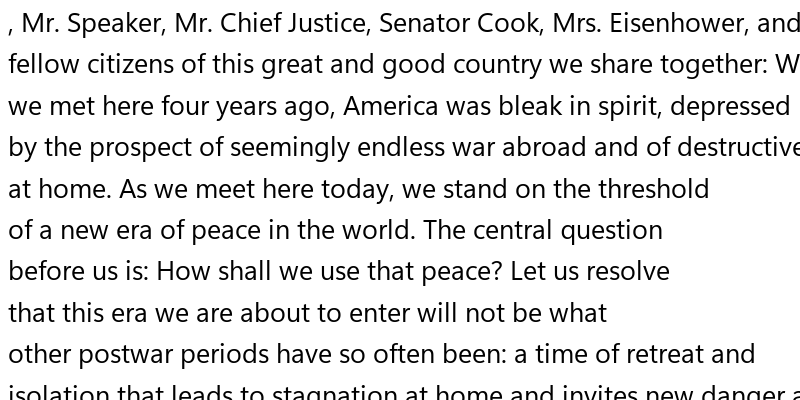 , Mr. Speaker, Mr. Chief Justice, Senator Cook, Mrs. Eisenhower, and
fellow citizens of this great and good country we share together: W
we met here four years ago, America was bleak in spirit, depressed
by the prospect of seemingly endless war abroad and of destructive
at home. As we meet here today, we stand on the threshold
of a new era of peace in the world. The central question
before us is: How shall we use that peace? Let us resolve
that this era we are about to enter will not be what
other postwar periods have so often been: a time of retreat and
isolation that leads to stagnation at home and invites new danger a